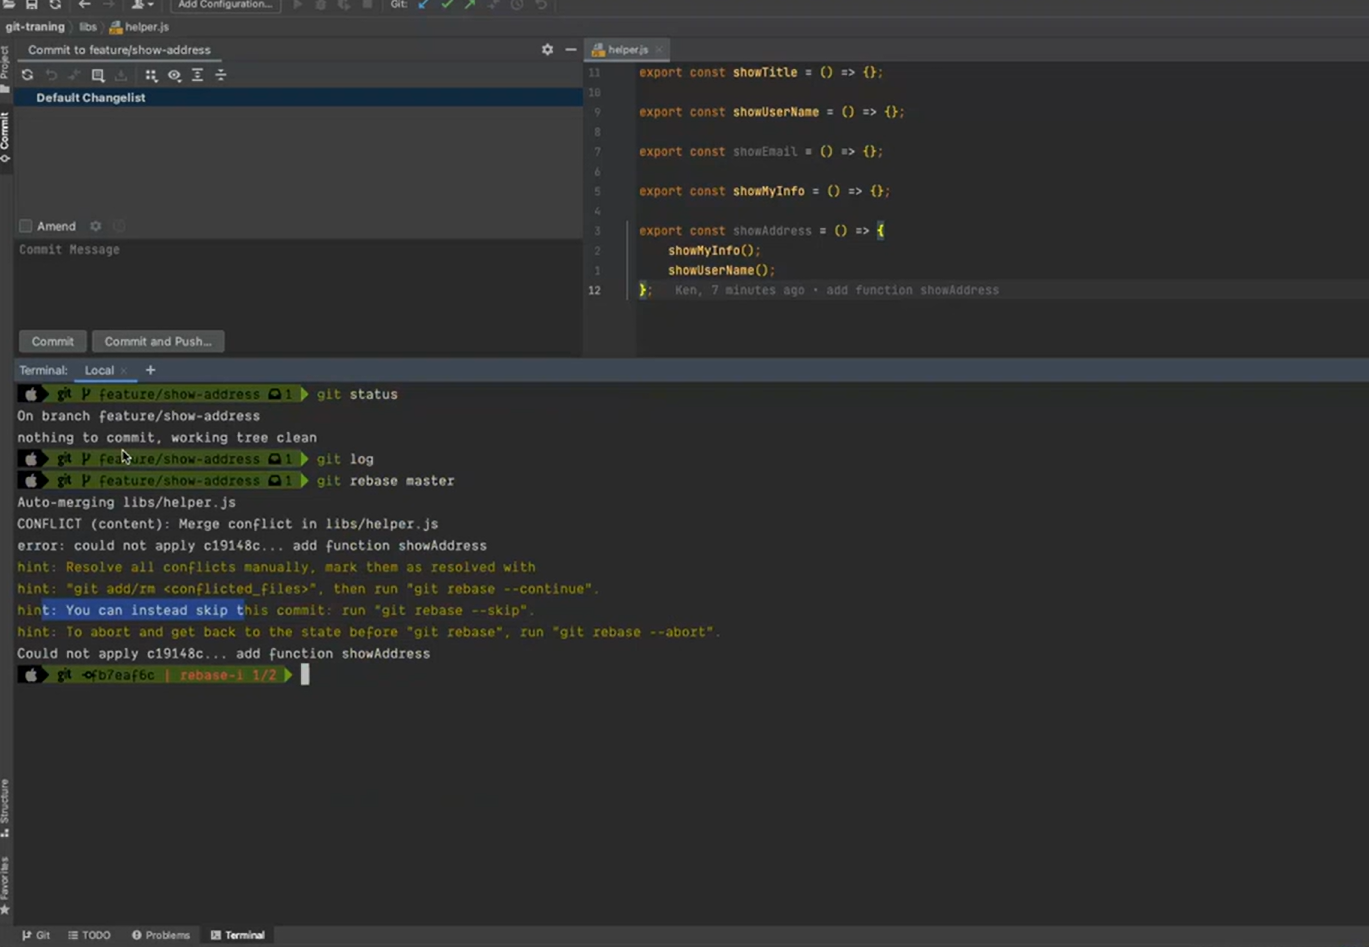 Add Configuration...
Git:
git-traning
libs
helper.js
Project
Commit
Commit to feature/show-address
Default Changelist
Amend
Commit Message
Commit
Commit and Push...
helper.js
11 export const showTitle = () => {};
10
9 export const showUserName = () => {};
8
7 export const showEmail = () => {};
6
5 export const showMyInfo = () => {};
4
3 export const showAddress = () => {
2 showMyInfo();
1 showUserName();
12 }; Ken, 7 minutes ago · add function showAddress
Terminal: Local
git feature/show-address 1 git status
On branch feature/show-address
nothing to commit, working tree clean
git feature/show-address 1 git log
git feature/show-address 1 git rebase master
Auto-merging libs/helper.js
CONFLICT (content): Merge conflict in libs/helper.js
error: could not apply c19148c... add function showAddress
hint: Resolve all conflicts manually, mark them as resolved with
hint: "git add/rm <conflicted_files>", then run "git rebase --continue".
hint: You can instead skip this commit: run "git rebase --skip".
hint: To abort and get back to the state before "git rebase", run "git rebase --abort".
Could not apply c19148c... add function showAddress
git fb7eaf6c | rebase-i 1/2
Structure
Favorites
Git
TODO
Problems
Terminal